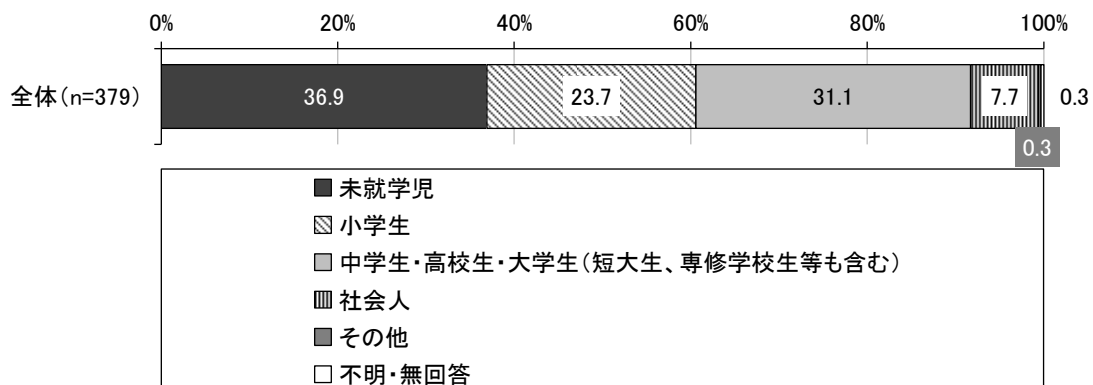 0% 20% 40% 60% 80% 100%
全体(n=379) 36.9 23.7 31.1 7.7 0.3
0.3
未就学児
小学生
中学生・高校生・大学生(短大生、専修学校生等も含む)
社会人
その他
不明・無回答